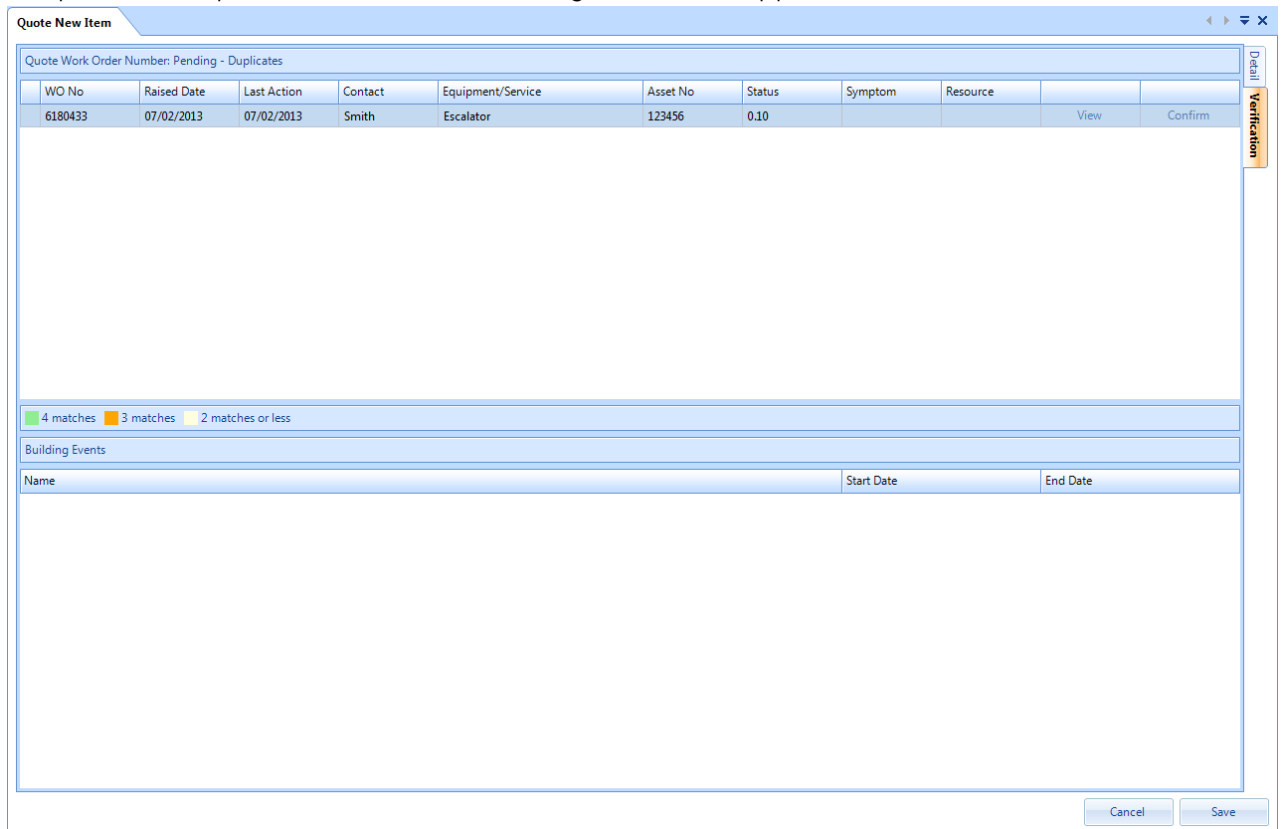 Quote New Item
Quote Work Order Number: Pending - Duplicates
WO No Raised Date Last Action Contact Equipment/Service Asset No Status Symptom Resource
6180433 07/02/2013 07/02/2013 Smith Escalator 123456 0.10 View Confirm
4 matches 3 matches 2 matches or less
Building Events
Name Start Date End Date
Detail
Verification
Cancel Save